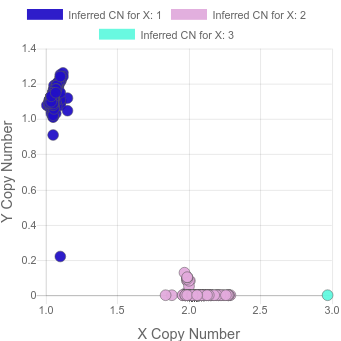 Inferred CN for X: 1 Inferred CN for X: 2
Inferred CN for X: 3
1.4
1.2
1.0
0.8
0.6
0.4
0.2
0
Y Copy Number
1.0 1.5 2.0 2.5 3.0
X Copy Number